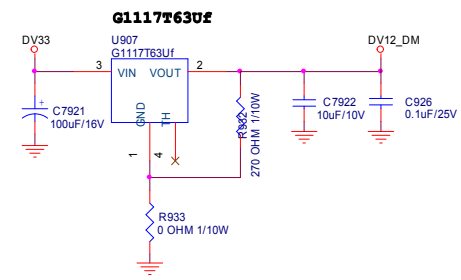 G1117T63Uf
DV33
U907
G1117T63Uf
DV12_DM
3
VIN
VOUT
2
GND
TH
1
4
C7921
100uF/16V
R932
270 OHM 1/10W
C7922
10uF/10V
C926
0.1uF/25V
R933
0 OHM 1/10W